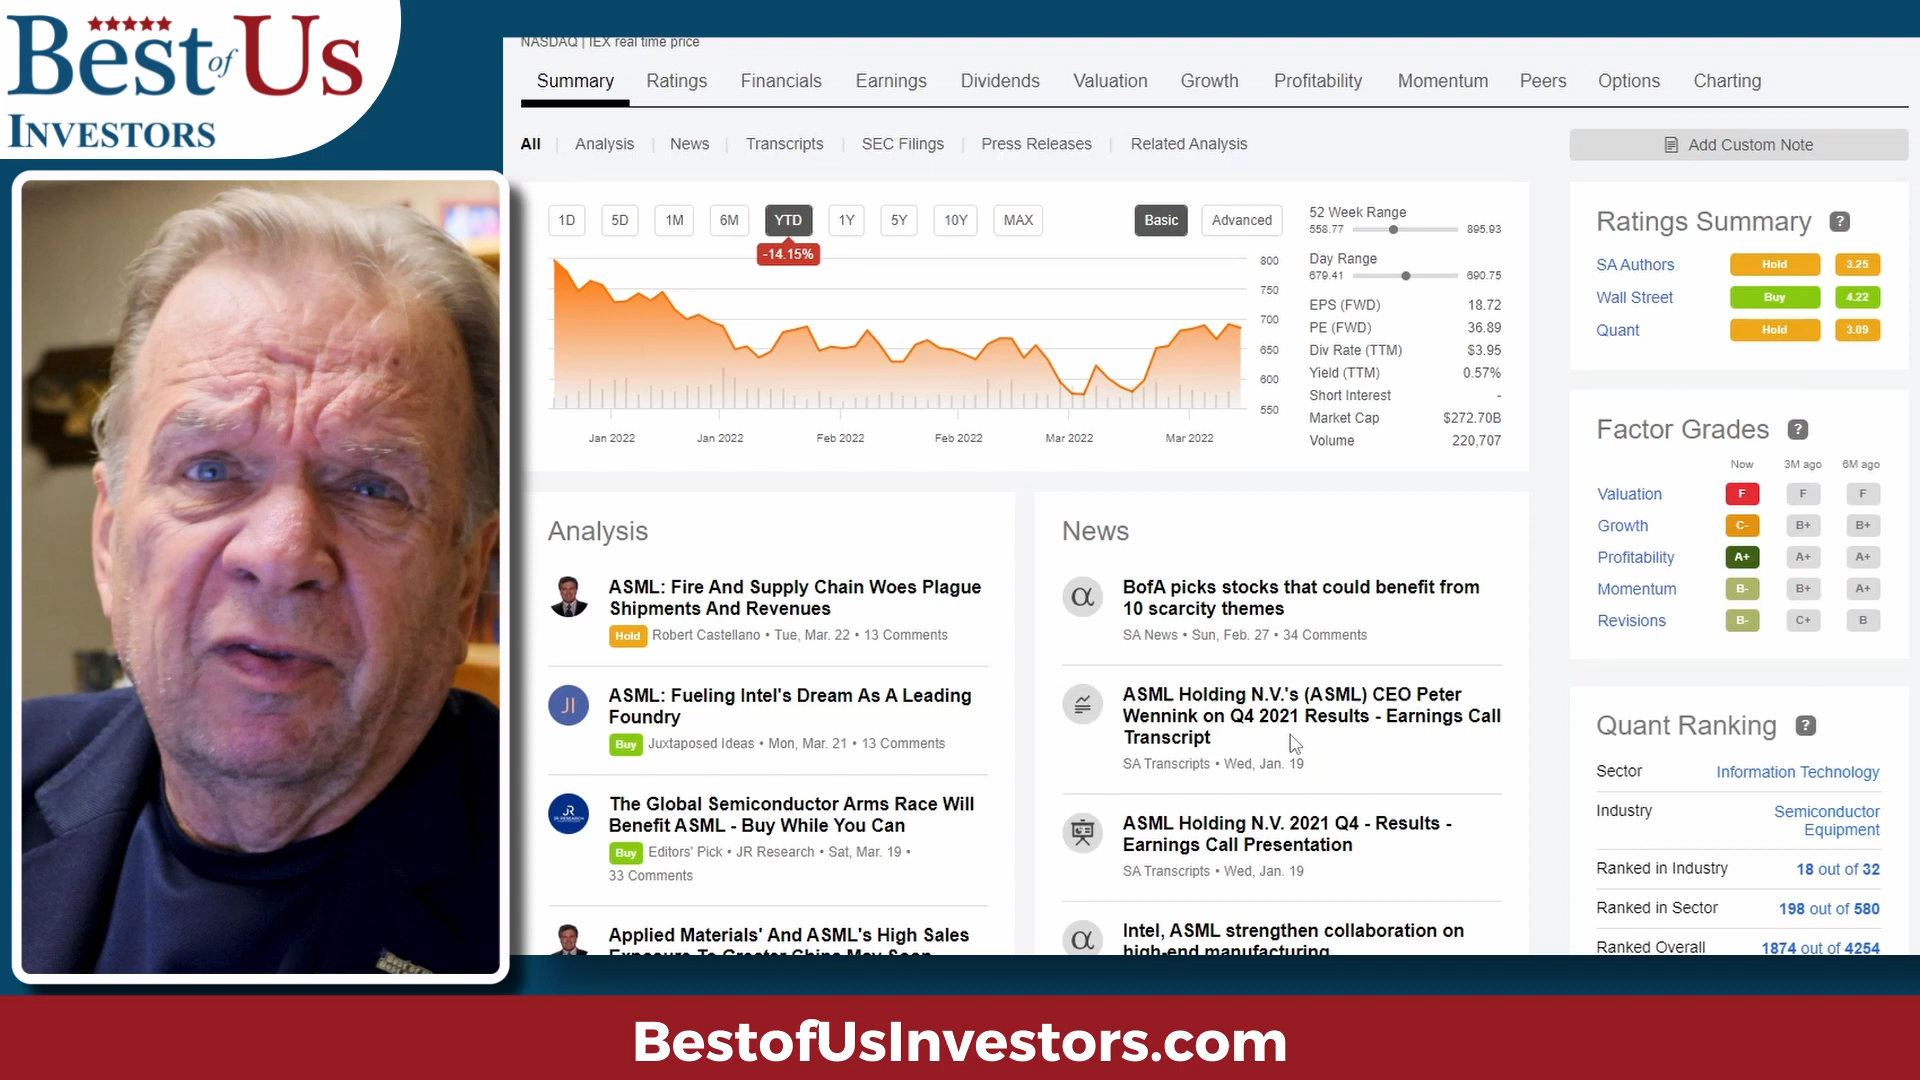 Best of Us
INVESTORS
NASDAQ | IEX real time price
Summary Ratings Financials Earnings Dividends Valuation Growth Profitability Momentum Peers Options Charting
All | Analysis | News | Transcripts | SEC Filings | Press Releases | Related Analysis
Add Custom Note
1D 5D 1M 6M YTD 1Y 5Y 10Y MAX
-14.15%
Basic Advanced
800
750
700
650
600
550
Jan 2022 Jan 2022 Feb 2022 Feb 2022 Mar 2022 Mar 2022
52 Week Range
558.77 895.93
Day Range
679.41 690.75
EPS (FWD) 18.72
PE (FWD) 36.89
Div Rate (TTM) $3.95
Yield (TTM) 0.57%
Short Interest -
Market Cap $272.70B
Volume 220,707
Ratings Summary ?
SA Authors Hold 3.25
Wall Street Buy 4.22
Quant Hold 3.09
Factor Grades ?
Now 3M ago 6M ago
Valuation F F F
Growth C- B+ B+
Profitability A+ A+ A+
Momentum B- B+ A+
Revisions B- C+ B
Quant Ranking ?
Sector Information Technology
Industry Semiconductor
Equipment
Ranked in Industry 18 out of 32
Ranked in Sector 198 out of 580
Ranked Overall 1874 out of 4254
Analysis
ASML: Fire And Supply Chain Woes Plague
Shipments And Revenues
Hold Robert Castellano • Tue, Mar. 22 • 13 Comments
JI
ASML: Fueling Intel's Dream As A Leading
Foundry
Buy Juxtaposed Ideas • Mon, Mar. 21 • 13 Comments
JR
RESEARCH
The Global Semiconductor Arms Race Will
Benefit ASML - Buy While You Can
Buy Editors' Pick • JR Research • Sat, Mar. 19 •
33 Comments
Applied Materials' And ASML's High Sales
Exposure To Greater China May Soon
News
α
BofA picks stocks that could benefit from
10 scarcity themes
SA News • Sun, Feb. 27 • 34 Comments
ASML Holding N.V.'s (ASML) CEO Peter
Wennink on Q4 2021 Results - Earnings Call
Transcript
SA Transcripts • Wed, Jan. 19
ASML Holding N.V. 2021 Q4 - Results -
Earnings Call Presentation
SA Transcripts • Wed, Jan. 19
α
Intel, ASML strengthen collaboration on
high-end manufacturing
BestofUsInvestors.com